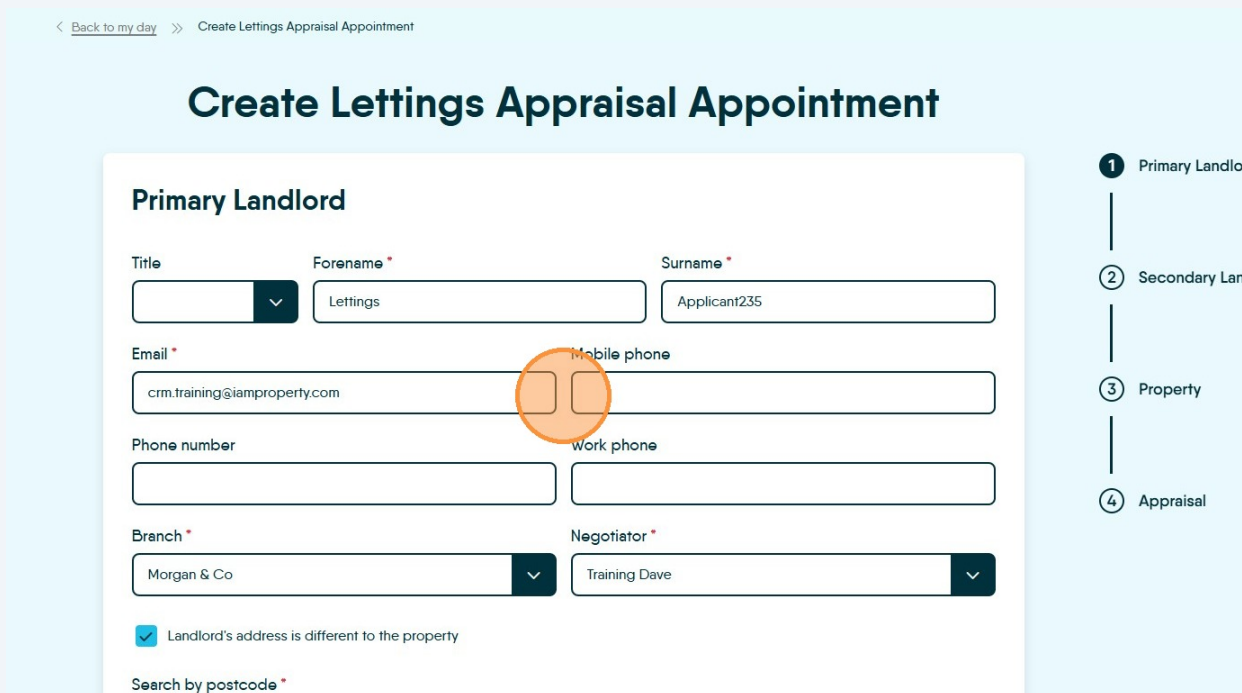 Back to my day Create Lettings Appraisal Appointment
Create Lettings Appraisal Appointment
Primary Landlord
Title Forename * Surname *
Lettings Applicant235
Email * Mobile phone
crm.training@iamproperty.com
Phone number Work phone
Branch * Negotiator *
Morgan & Co Training Dave
Landlord's address is different to the property
Search by postcode *
1 Primary Landlo
2 Secondary Lan
3 Property
4 Appraisal